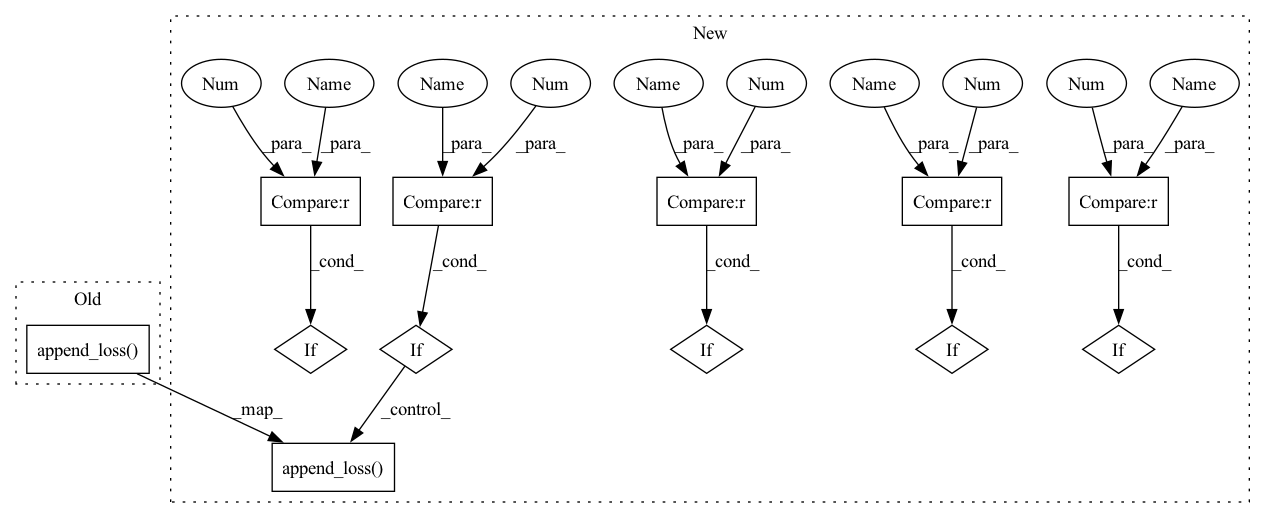 New
Num Name Name Num Name Num Name Num Num Name
_para_ _para_ _para_ _para_ _para_ _para_ _para_ _para_ _para_ _para_
Compare:r Compare:r Compare:r Compare:r Compare:r
_cond_ _cond_ _cond_ _cond_ _cond_
Old
append_loss() If If If If If
_map_ _control_
append_loss()